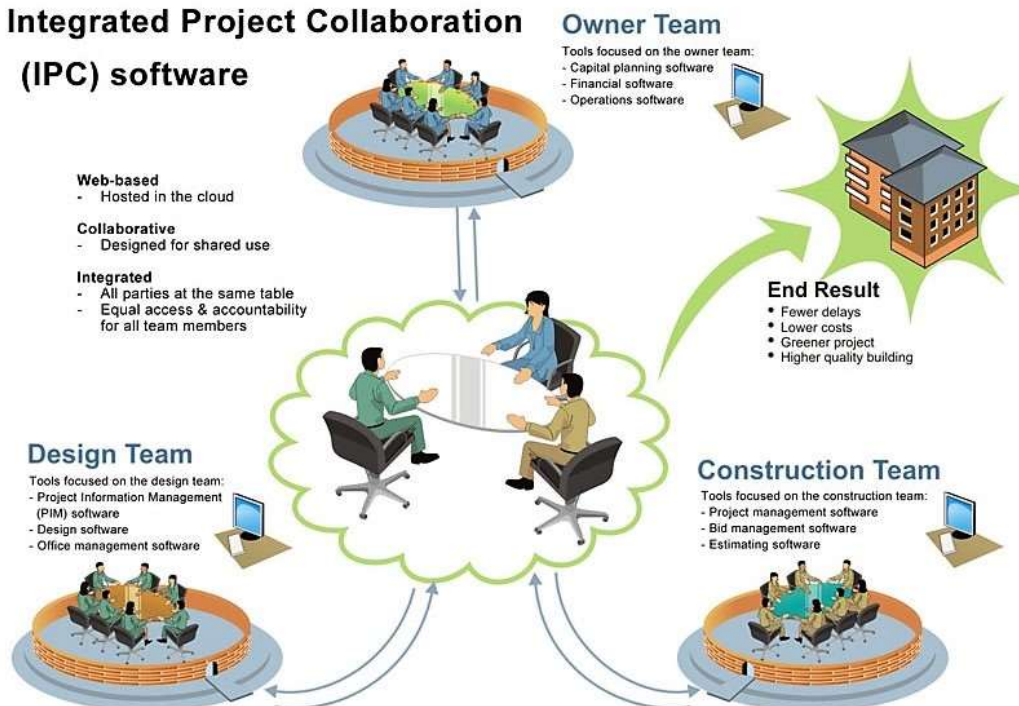 Integrated Project Collaboration
(IPC) software
Owner Team
Tools focused on the owner team:
- Capital planning software
- Financial software
- Operations software
Web-based
- Hosted in the cloud
Collaborative
- Designed for shared use
Integrated
- All parties at the same table
- Equal access & accountability
for all team members
End Result
• Fewer delays
• Lower costs
• Greener project
• Higher quality building
Design Team
Tools focused on the design team:
- Project Information Management
(PIM) software
- Design software
- Office management software
Construction Team
Tools focused on the construction team:
- Project management software
- Bid management software
- Estimating software